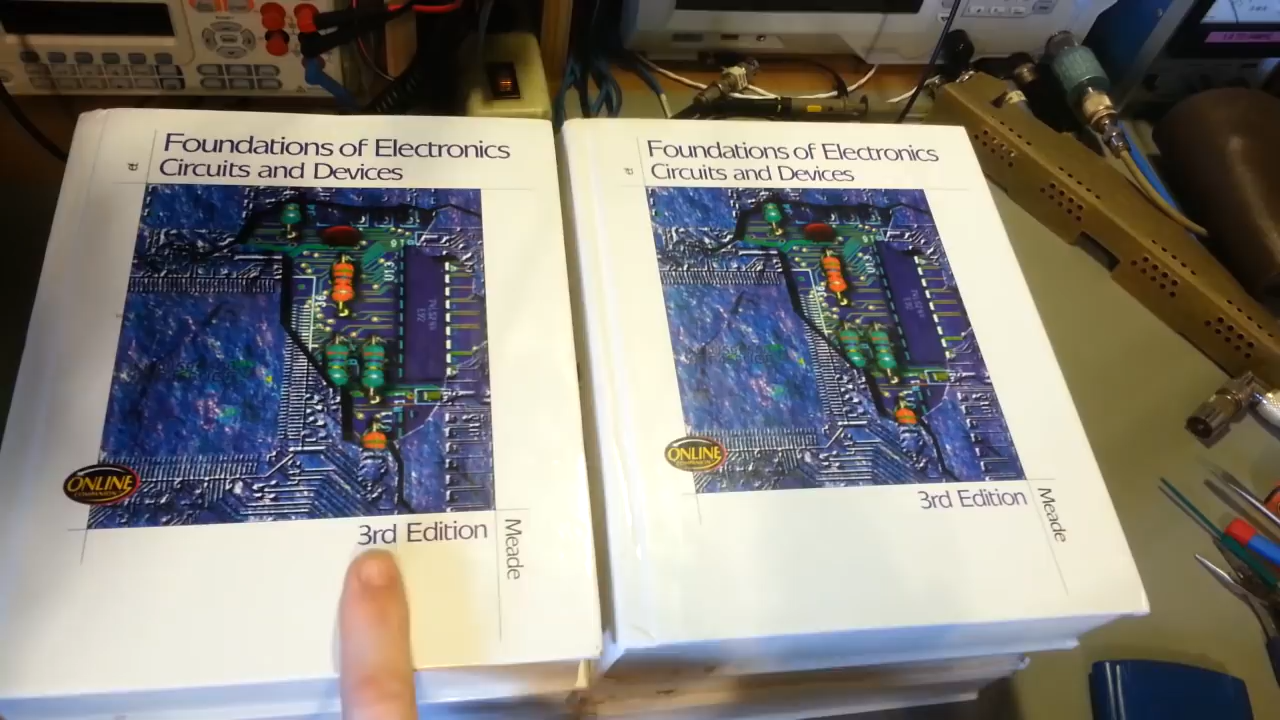 Foundations of Electronics
Circuits and Devices
ONLINE
3rd Edition
Meade
Foundations of Electronics
Circuits and Devices
ONLINE
3rd Edition
Meade